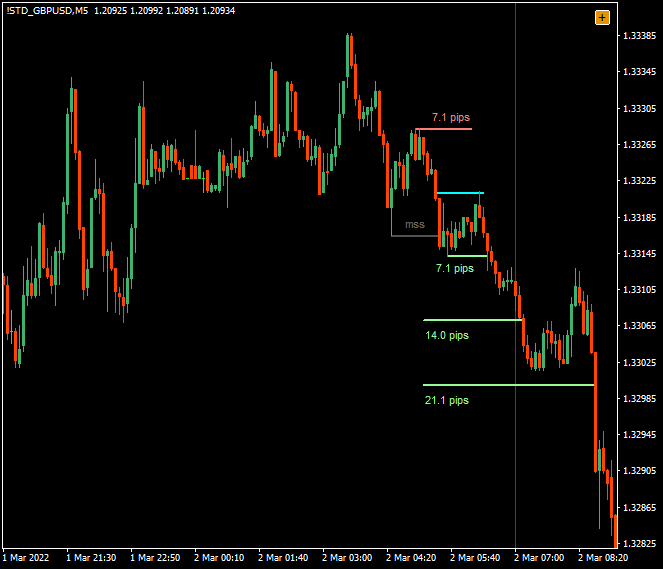 !STD_GBPUSD,M5 1.20925 1.20992 1.20891 1.20934
+
1.33385
1.33345
1.33305
1.33265
1.33225
1.33185
1.33145
1.33105
1.33065
1.33025
1.32985
1.32945
1.32905
1.32865
1.32825
7.1 pips
mss
7.1 pips
14.0 pips
21.1 pips
1 Mar 2022 1 Mar 21:30 1 Mar 22:50 2 Mar 00:10 2 Mar 01:40 2 Mar 03:00 2 Mar 04:20 2 Mar 05:40 2 Mar 07:00 2 Mar 08:20